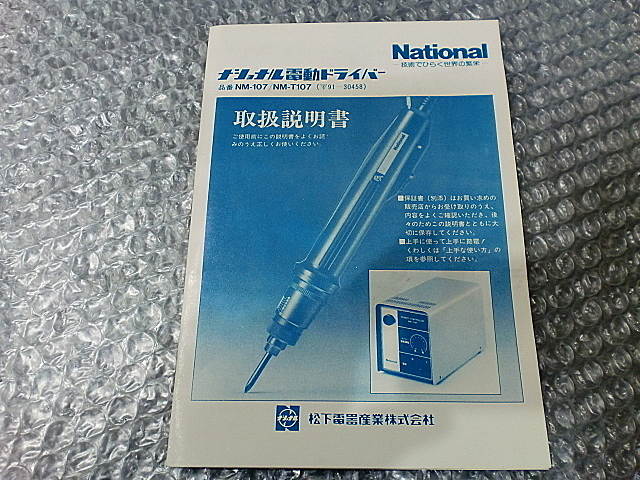 National
技術でひらく世界の繁栄
ナショナル電動ドライバー
品番 NM-107/NM-T107 (〒91-30458)
取扱説明書
ご使用前にこの説明書をよくお読
みのうえ正しくお使いください。
National
■保証書(別添)はお買い求めの
販売店からお受け取りのうえ、
内容をよくご確認いただき、後
々のためこの説明書とともに大
切に保存してください。
■上手に使って上手に節電!
くわしくは「上手な使い方」の
項を参照してください。
ナショナル
松下電器産業株式会社